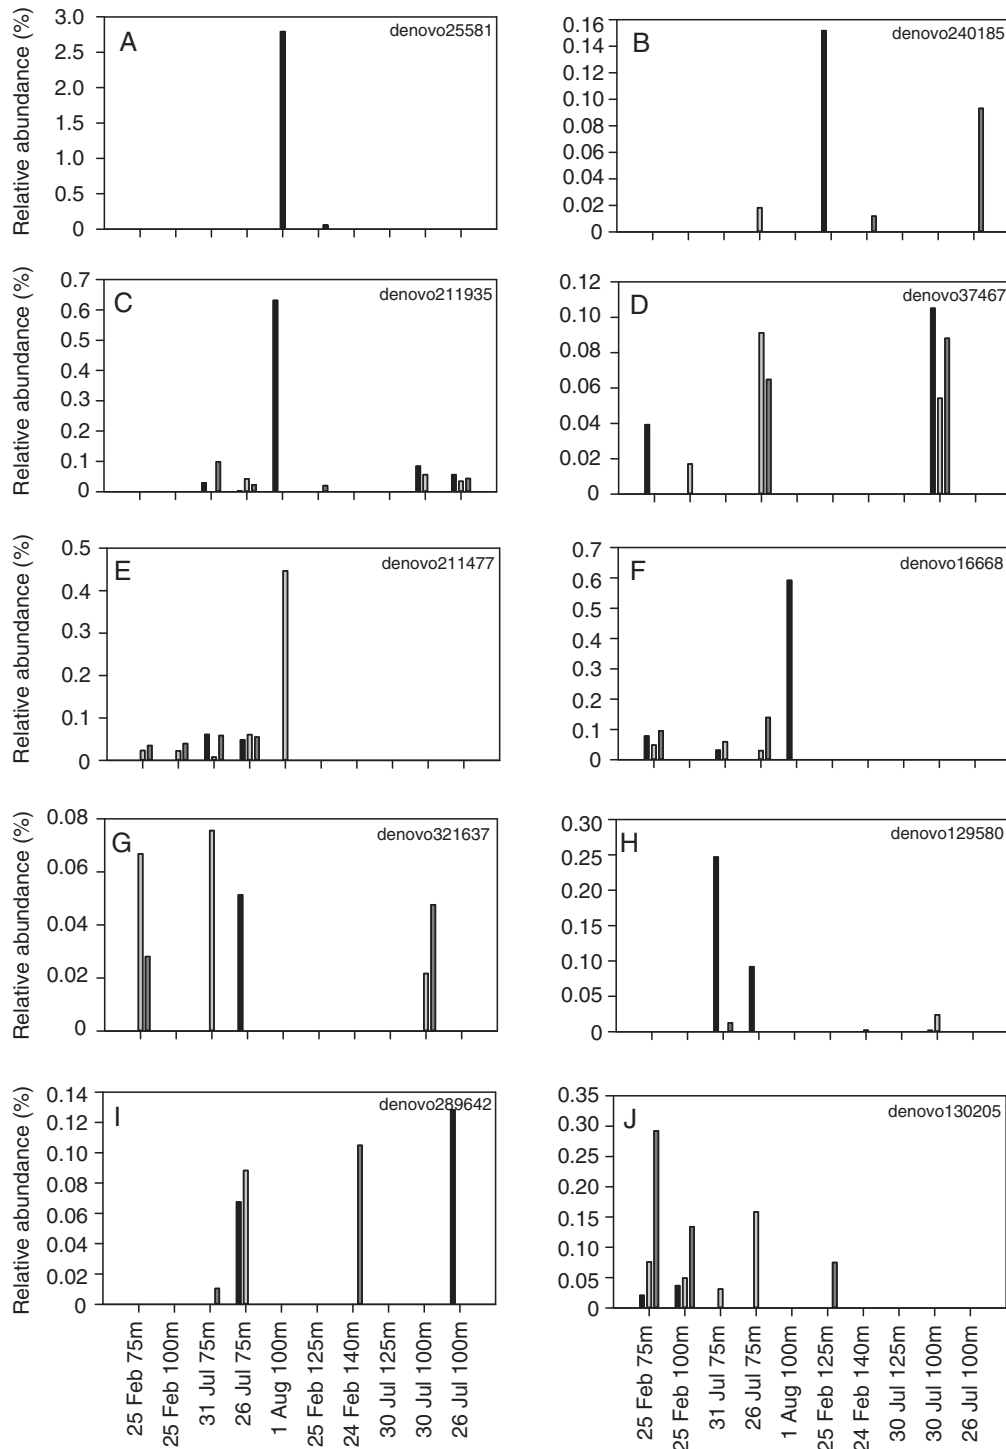 Relative abundance (%)
A
denovo25581
3.0
2.5
2.0
1.5
1.0
0.5
0
B
denovo240185
0.16
0.14
0.12
0.10
0.08
0.06
0.04
0.02
0
Relative abundance (%)
C
denovo211935
0.7
0.6
0.5
0.4
0.3
0.2
0.1
0
D
denovo37467
0.12
0.10
0.08
0.06
0.04
0.02
0
Relative abundance (%)
E
denovo211477
0.5
0.4
0.3
0.2
0.1
0
F
denovo16668
0.7
0.6
0.5
0.4
0.3
0.2
0.1
0
Relative abundance (%)
G
denovo321637
0.08
0.06
0.04
0.02
0
H
denovo129580
0.30
0.25
0.20
0.15
0.10
0.05
0
Relative abundance (%)
I
denovo289642
0.14
0.12
0.10
0.08
0.06
0.04
0.02
0
J
denovo130205
0.35
0.30
0.25
0.20
0.15
0.10
0.05
0
25 Feb 75m
25 Feb 100m
31 Jul 75m
26 Jul 75m
1 Aug 100m
25 Feb 125m
24 Feb 140m
30 Jul 125m
30 Jul 100m
26 Jul 100m
25 Feb 75m
25 Feb 100m
31 Jul 75m
26 Jul 75m
1 Aug 100m
25 Feb 125m
24 Feb 140m
30 Jul 125m
30 Jul 100m
26 Jul 100m